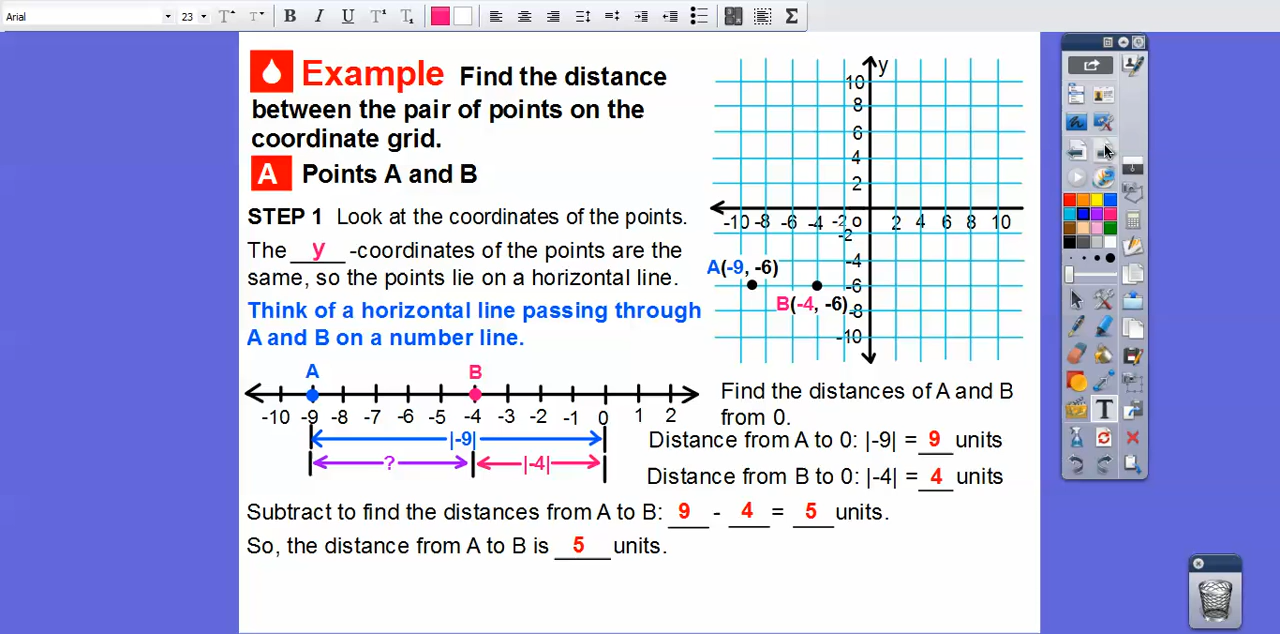 Arial 23
Example Find the distance
between the pair of points on the
coordinate grid.
A Points A and B
STEP 1 Look at the coordinates of the points.
The y -coordinates of the points are the
same, so the points lie on a horizontal line.
Think of a horizontal line passing through
A and B on a number line.
A B
-10 -9 -8 -7 -6 -5 -4 -3 -2 -1 0 1 2
|-9|
? |-4|
y
10
8
6
4
2
-10 -8 -6 -4 -2 o 2 4 6 8 10
-2
-4
A(-9, -6)
-6
B(-4, -6)
-8
-10
Find the distances of A and B
from 0.
Distance from A to 0: |-9| = 9 units
Distance from B to 0: |-4| = 4 units
Subtract to find the distances from A to B: 9 - 4 = 5 units.
So, the distance from A to B is 5 units.